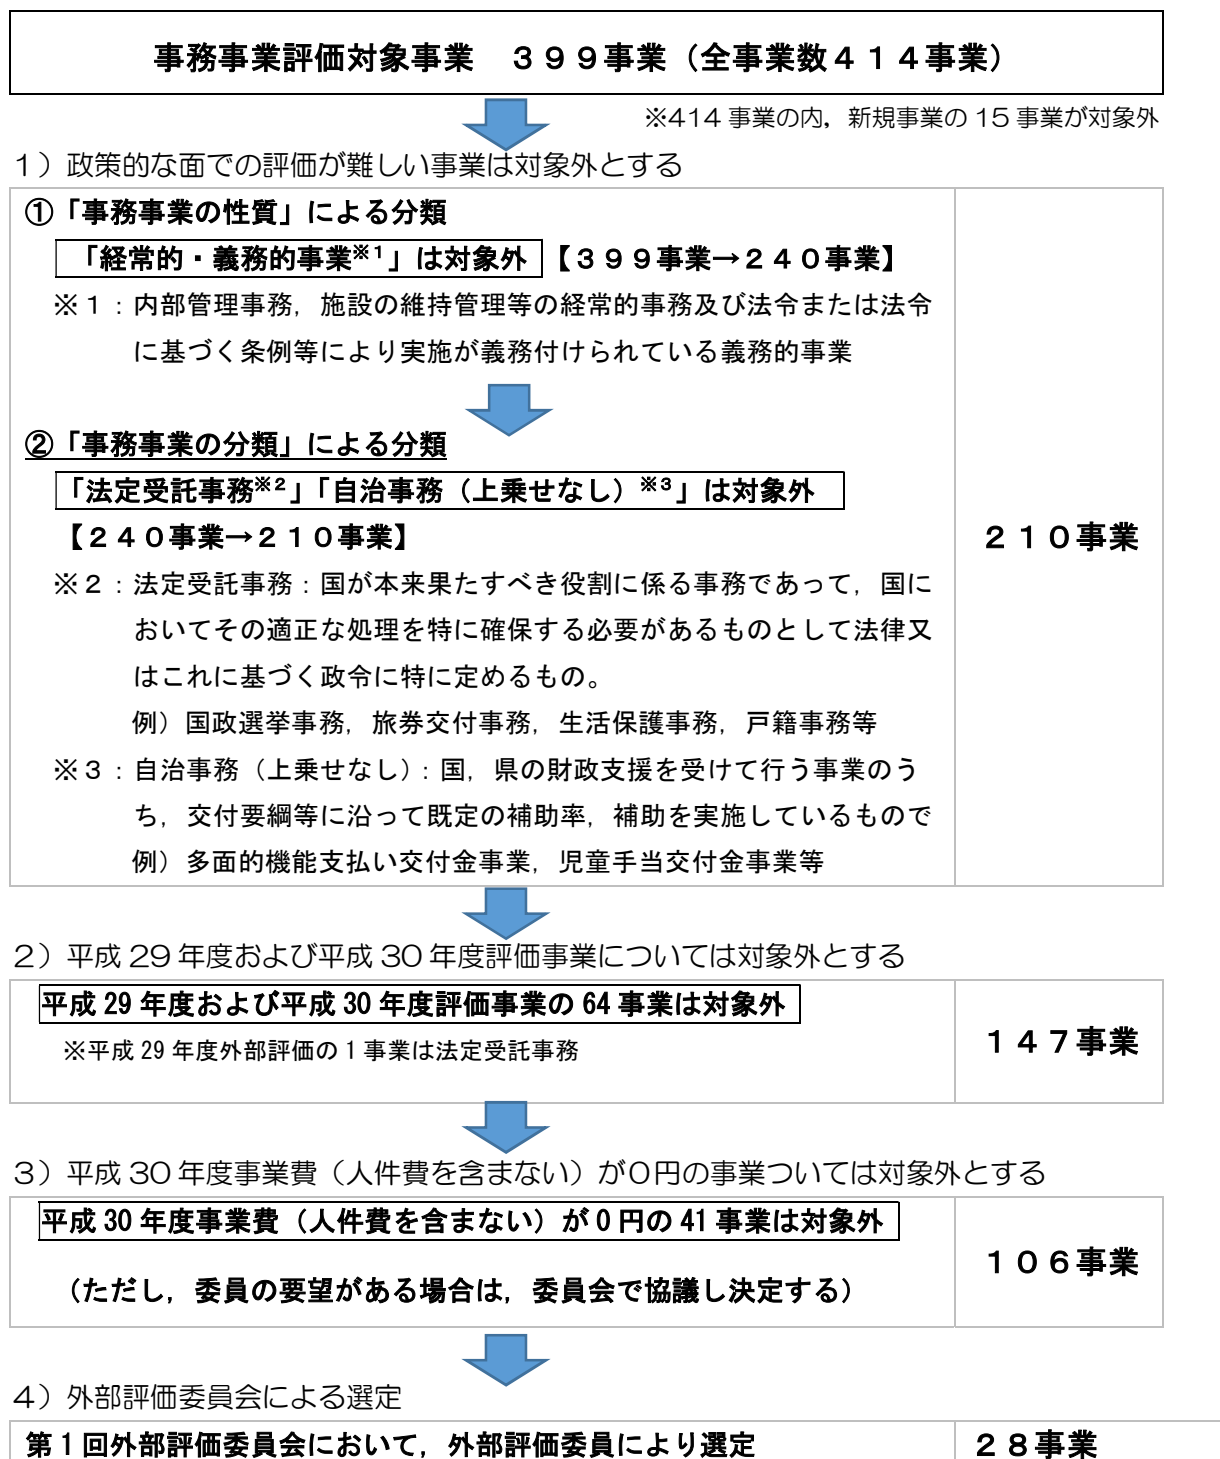 事務事業評価対象事業　３９９事業（全事業数４１４事業）
※414 事業の内，新規事業の 15 事業が対象外
１）政策的な面での評価が難しい事業は対象外とする
①「事務事業の性質」による分類
「経常的・義務的事業※１」は対象外【３９９事業→２４０事業】
※１：内部管理事務，施設の維持管理等の経常的事務及び法令または法令
に基づく条例等により実施が義務付けられている義務的事業
②「事務事業の分類」による分類
「法定受託事務※２」「自治事務（上乗せなし）※３」は対象外
【２４０事業→２１０事業】
２１０事業
※２：法定受託事務：国が本来果たすべき役割に係る事務であって，国に
おいてその適正な処理を特に確保する必要があるものとして法律又
はこれに基づく政令に特に定めるもの。
例）国政選挙事務，旅券交付事務，生活保護事務，戸籍事務等
※３：自治事務（上乗せなし）：国，県の財政支援を受けて行う事業のう
ち，交付要綱等に沿って既定の補助率，補助を実施しているもので
例）多面的機能支払い交付金事業，児童手当交付金事業等
２）平成 29 年度および平成 30 年度評価事業については対象外とする
平成 29 年度および平成 30 年度評価事業の 64 事業は対象外
※平成 29 年度外部評価の 1 事業は法定受託事務
１４７事業
３）平成 30 年度事業費（人件費を含まない）が０円の事業ついては対象外とする
平成 30 年度事業費（人件費を含まない）が 0 円の 41 事業は対象外
（ただし，委員の要望がある場合は，委員会で協議し決定する）
１０６事業
４）外部評価委員会による選定
第１回外部評価委員会において，外部評価委員により選定
２８事業